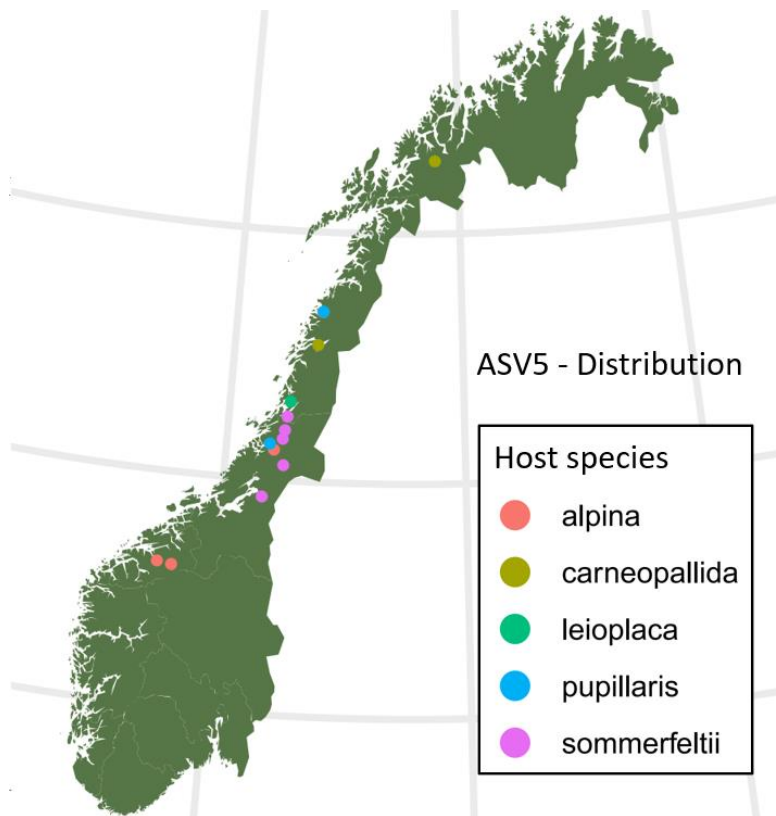 ASV5 - Distribution
Host species
alpina
carneopallida
leioplaca
pupillaris
sommerfeltii